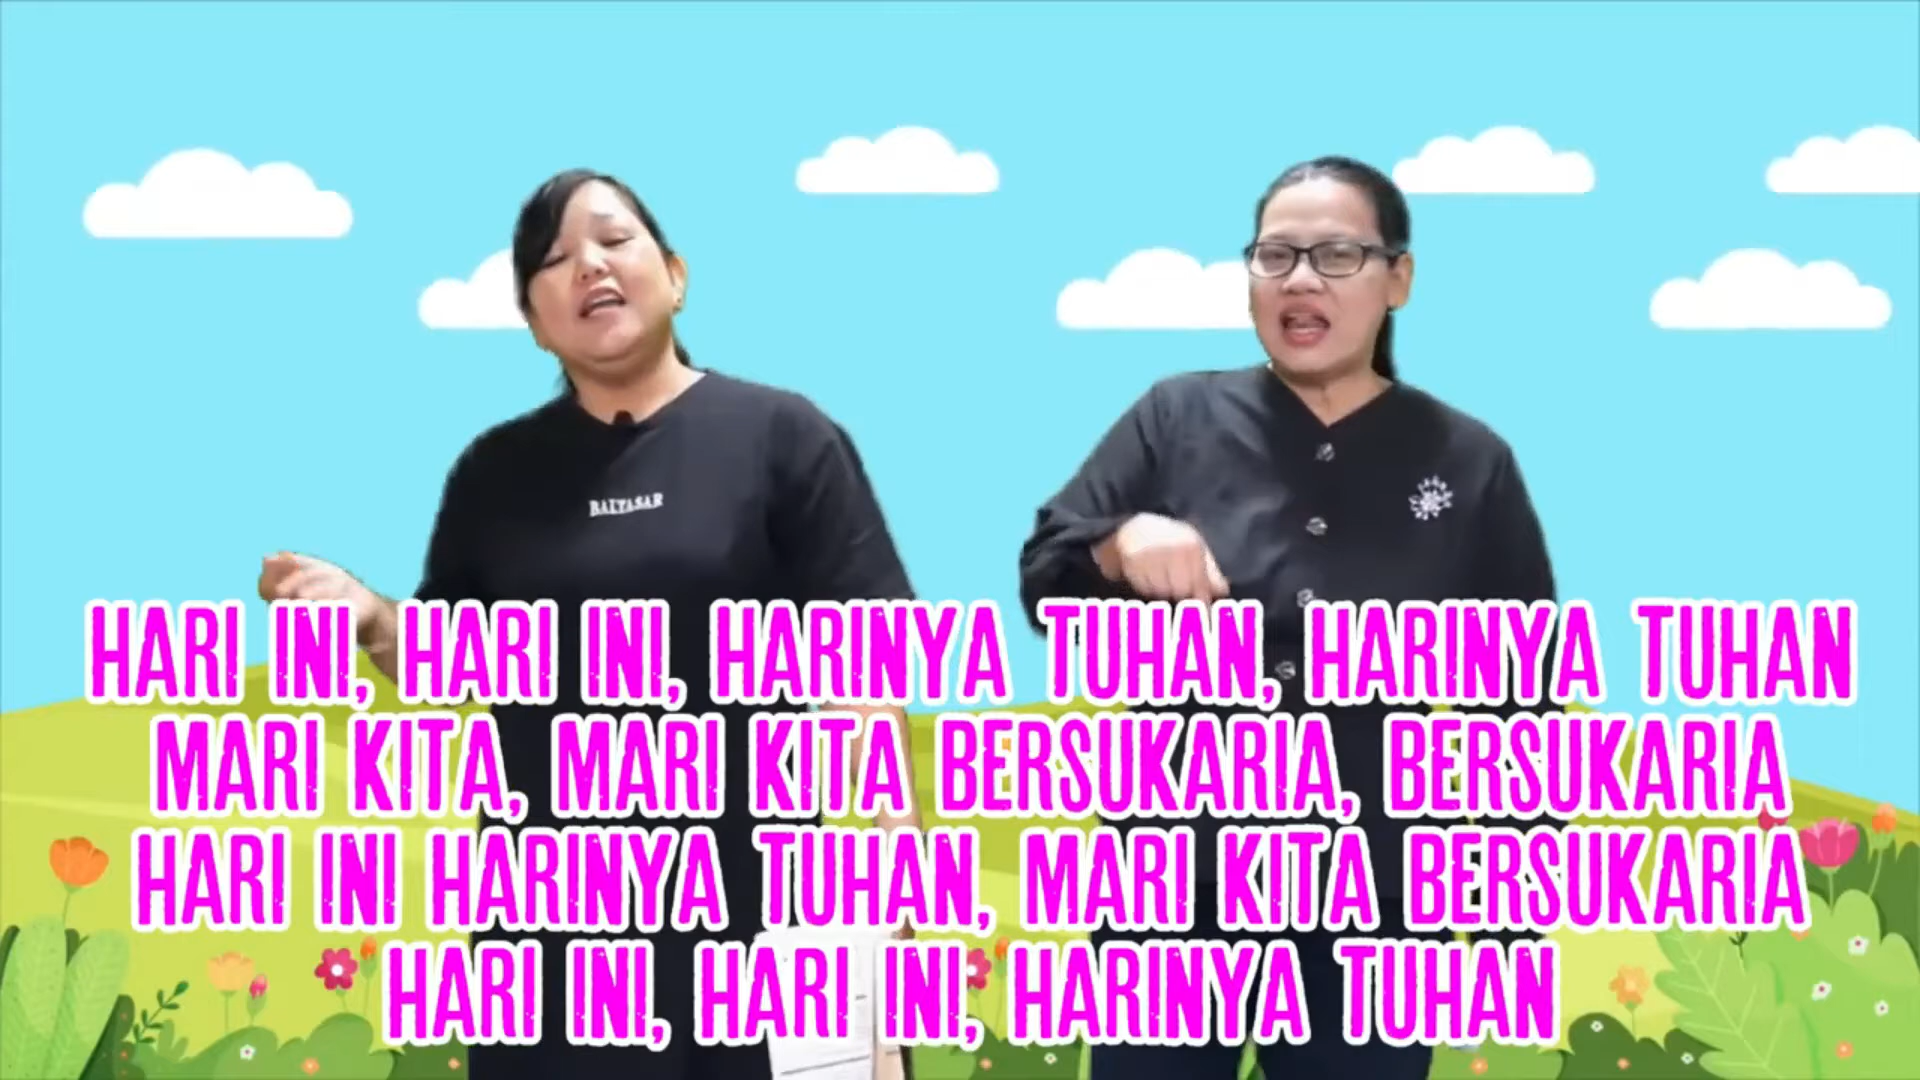 BALTASAR
HARI INI, HARI INI, HARINYA TUHAN, HARINYA TUHAN
MARI KITA, MARI KITA BERSUKARIA, BERSUKARIA
HARI INI HARINYA TUHAN, MARI KITA BERSUKARIA
HARI INI, HARI INI, HARINYA TUHAN